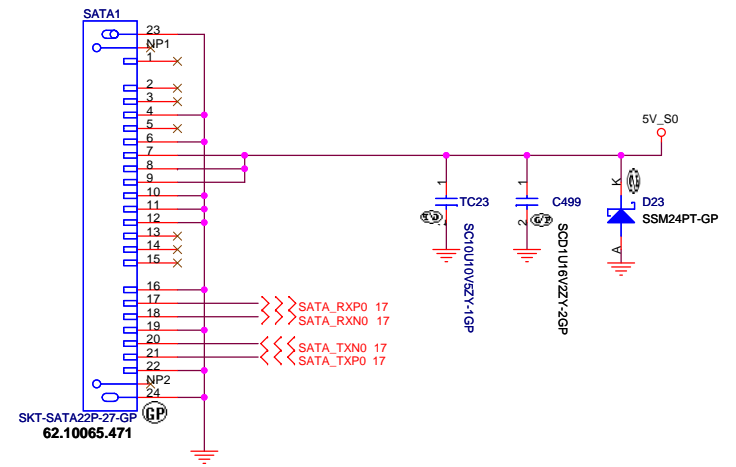 SATA1
23
NP1
1
2
3
4
5
6
7
8
9
10
11
12
13
14
15
16
17
18
19
20
21
22
NP2
24
SKT-SATA22P-27-GP
62.10065.471
GP
SATA_RXP0 17
SATA_RXN0 17
SATA_TXN0 17
SATA_TXP0 17
5V_S0
1
TC23
SC10U10V5ZY-1GP
1
2
C499
SCD1U16V2ZY-2GP
K
A
D23
SSM24PT-GP